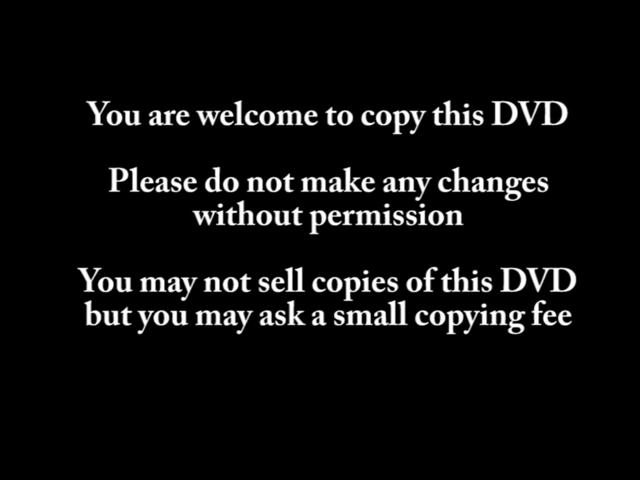 You are welcome to copy this DVD
Please do not make any changes
without permission
You may not sell copies of this DVD
but you may ask a small copying fee